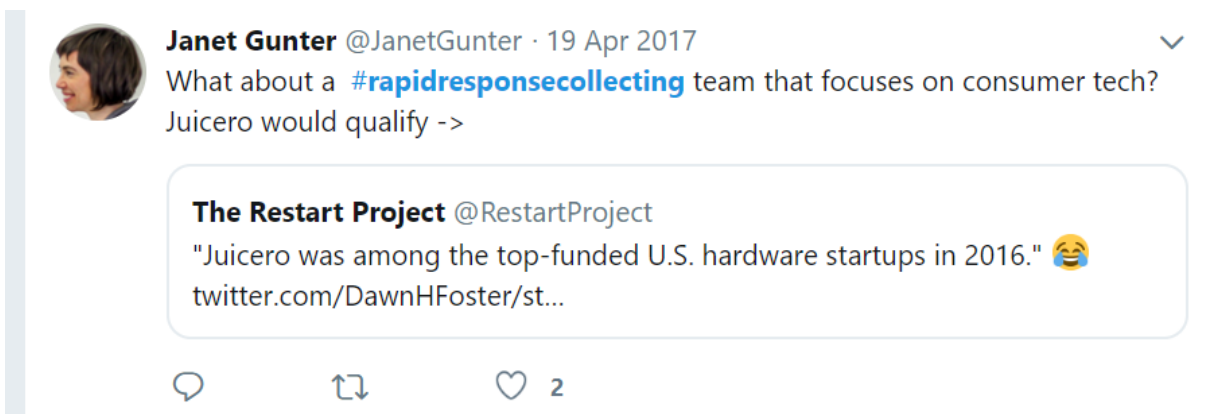 Janet Gunter @JanetGunter · 19 Apr 2017
What about a #rapidresponsecollecting team that focuses on consumer tech?
Juicero would qualify ->
The Restart Project @RestartProject
"Juicero was among the top-funded U.S. hardware startups in 2016." 😂
twitter.com/DawnHFoster/st...
2